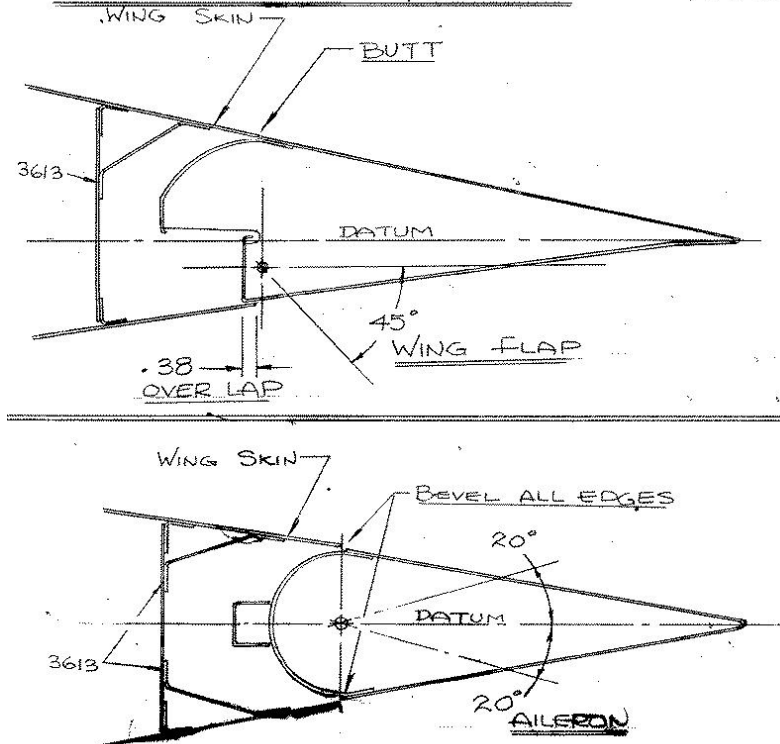 WING SKIN
BUTT
3613
DATUM
45°
WING FLAP
.38
OVER LAP
WING SKIN
BEVEL ALL EDGES
20°
DATUM
3613
20°
AILERON